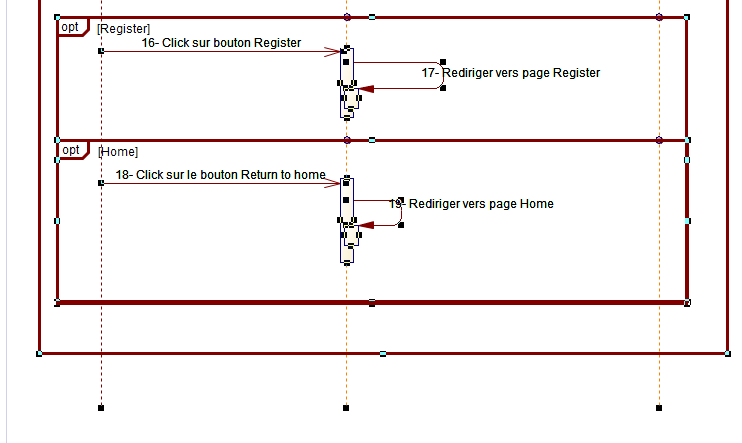 opt
[Register]
16- Click sur bouton Register
17- Rediriger vers page Register
opt
[Home]
18- Click sur le bouton Return to home
19- Rediriger vers page Home